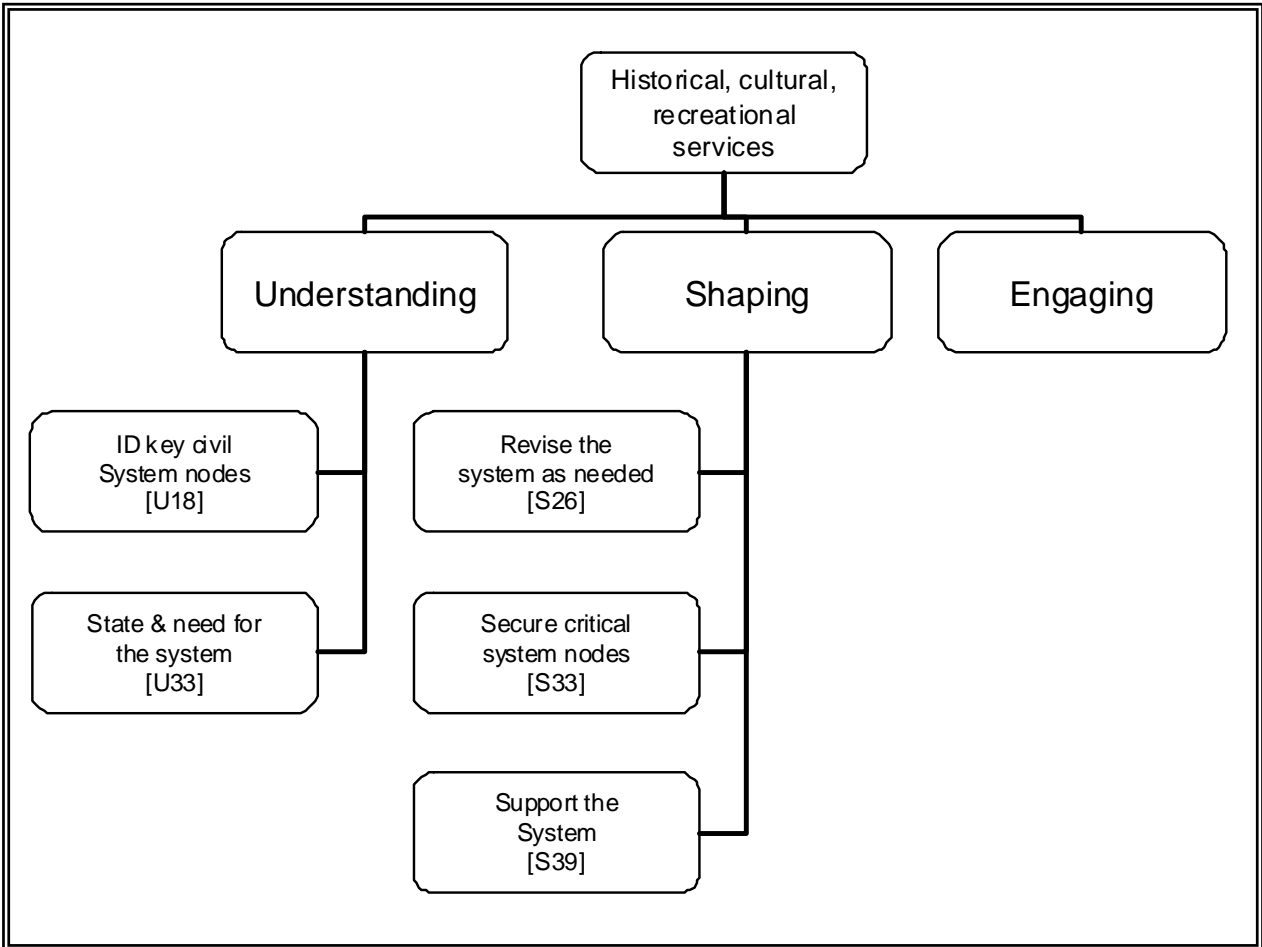 Historical, cultural,
recreational
services
Understanding
Shaping
Engaging
ID key civil
System nodes
[U18]
Revise the
system as needed
[S26]
State & need for
the system
[U33]
Secure critical
system nodes
[S33]
Support the
System
[S39]